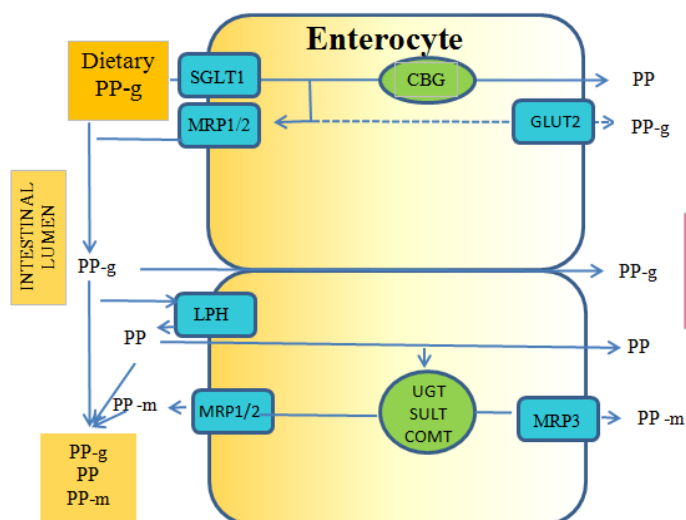 Enterocyte
Dietary
PP-g
SGLT1
CBG
PP
MRP1/2
GLUT2
PP-g
INTESTINAL
LUMEN
PP-g
PP-g
LPH
PP
PP
UGT
SULT
COMT
PP -m
MRP1/2
MRP3
PP -m
PP-g
PP
PP-m